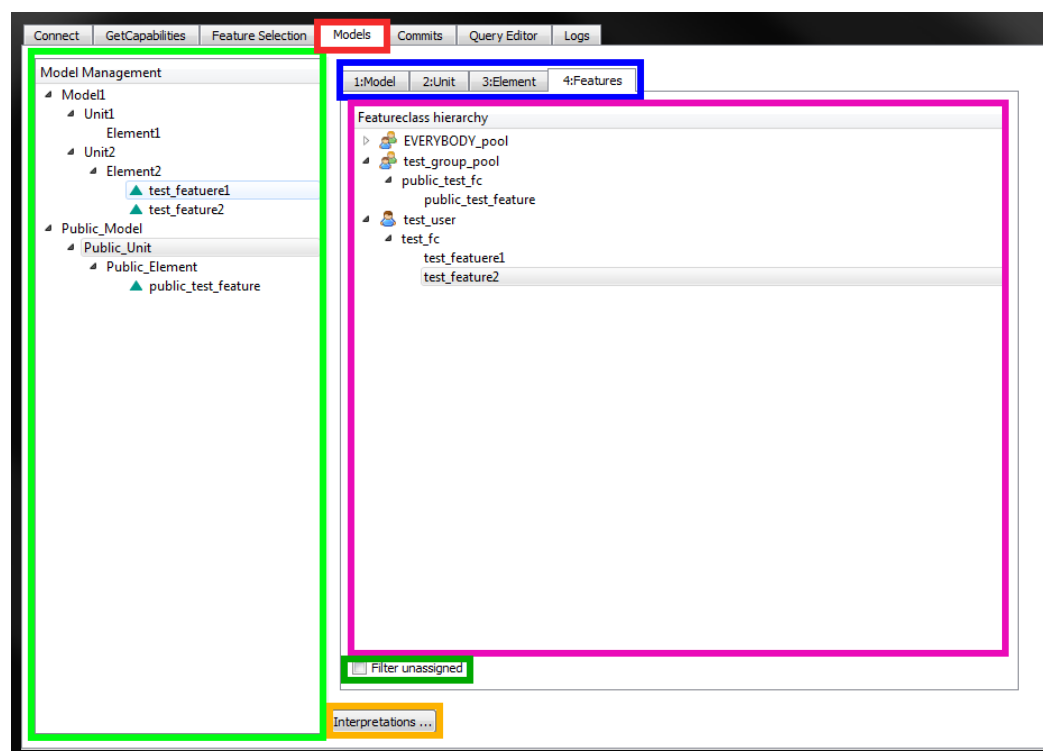 Connect GetCapabilities Feature Selection Models Commits Query Editor Logs
Model Management
Model1
Unit1
Element1
Unit2
Element2
test_featuere1
test_feature2
Public_Model
Public_Unit
Public_Element
public_test_feature
1:Model 2:Unit 3:Element 4:Features
Featureclass hierarchy
EVERYBODY_pool
test_group_pool
public_test_fc
public_test_feature
test_user
test_fc
test_featuere1
test_feature2
Filter unassigned
Interpretations ...